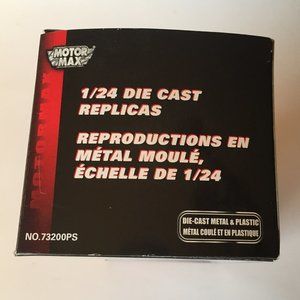 MOTOR
MAX
MOTORMAX
1/24 DIE CAST
REPLICAS
REPRODUCTIONS EN
MÉTAL MOULÉ,
ÉCHELLE DE 1/24
DIE-CAST METAL & PLASTIC
MÉTAL COULÉ ET EN PLASTIQUE
NO.73200PS